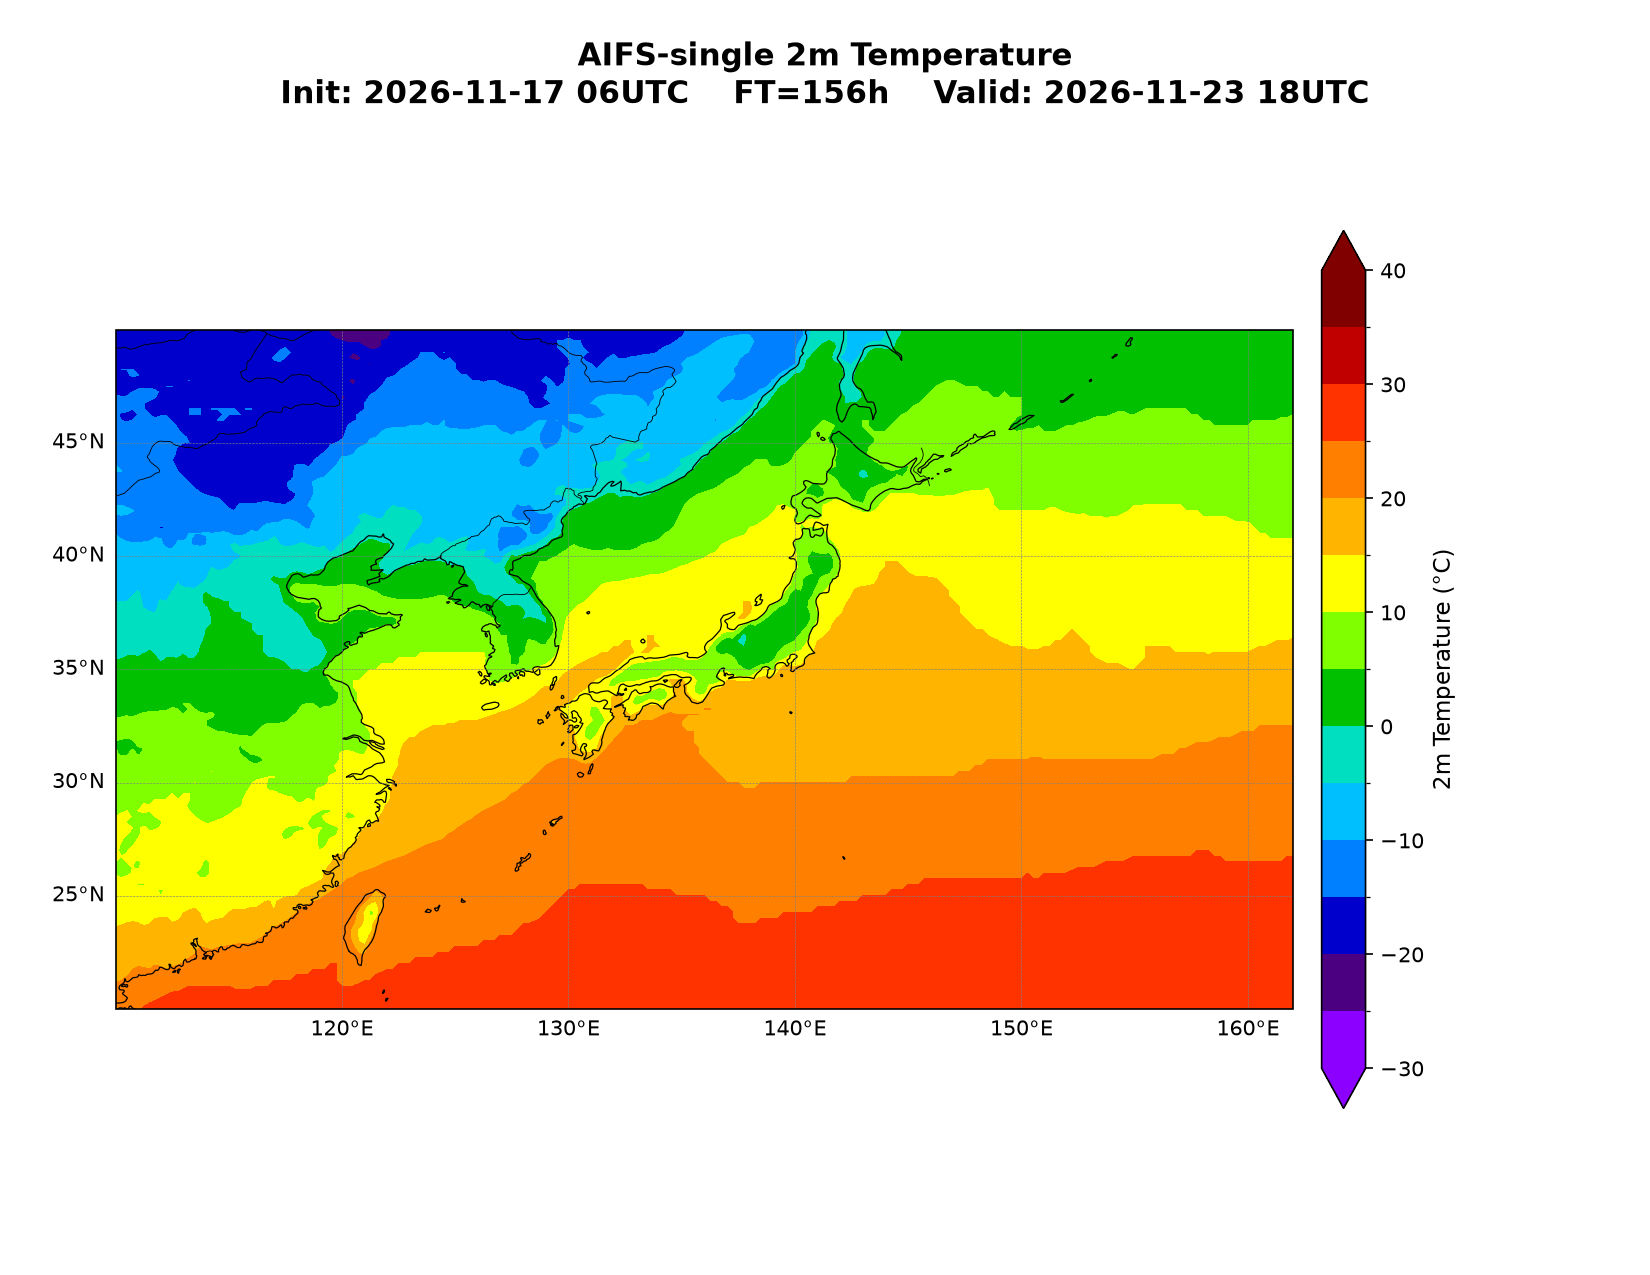 AIFS-single 2m Temperature
Init: 2026-11-17 06UTC    FT=156h    Valid: 2026-11-23 18UTC
45°N
40°N
35°N
30°N
25°N
120°E
130°E
140°E
150°E
160°E
40
30
20
10
0
−10
−20
−30
2m Temperature (°C)